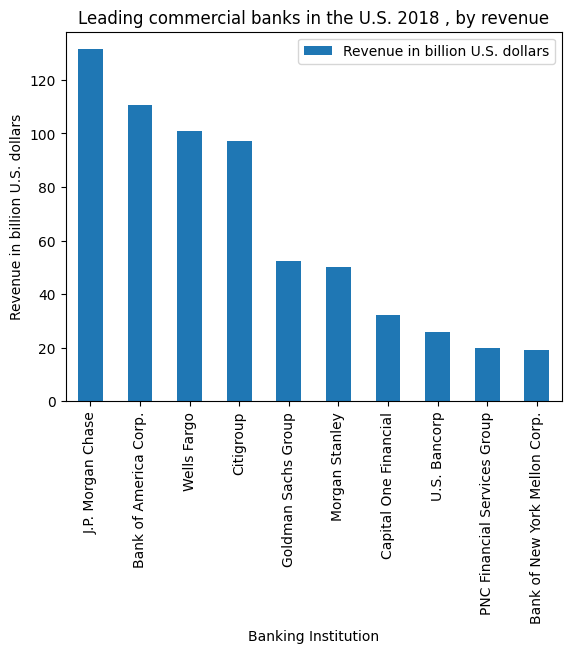 Leading commercial banks in the U.S. 2018 , by revenue
Revenue in billion U.S. dollars
Revenue in billion U.S. dollars
120
100
80
60
40
20
0
J.P. Morgan Chase
Bank of America Corp.
Wells Fargo
Citigroup
Goldman Sachs Group
Morgan Stanley
Capital One Financial
U.S. Bancorp
PNC Financial Services Group
Bank of New York Mellon Corp.
Banking Institution